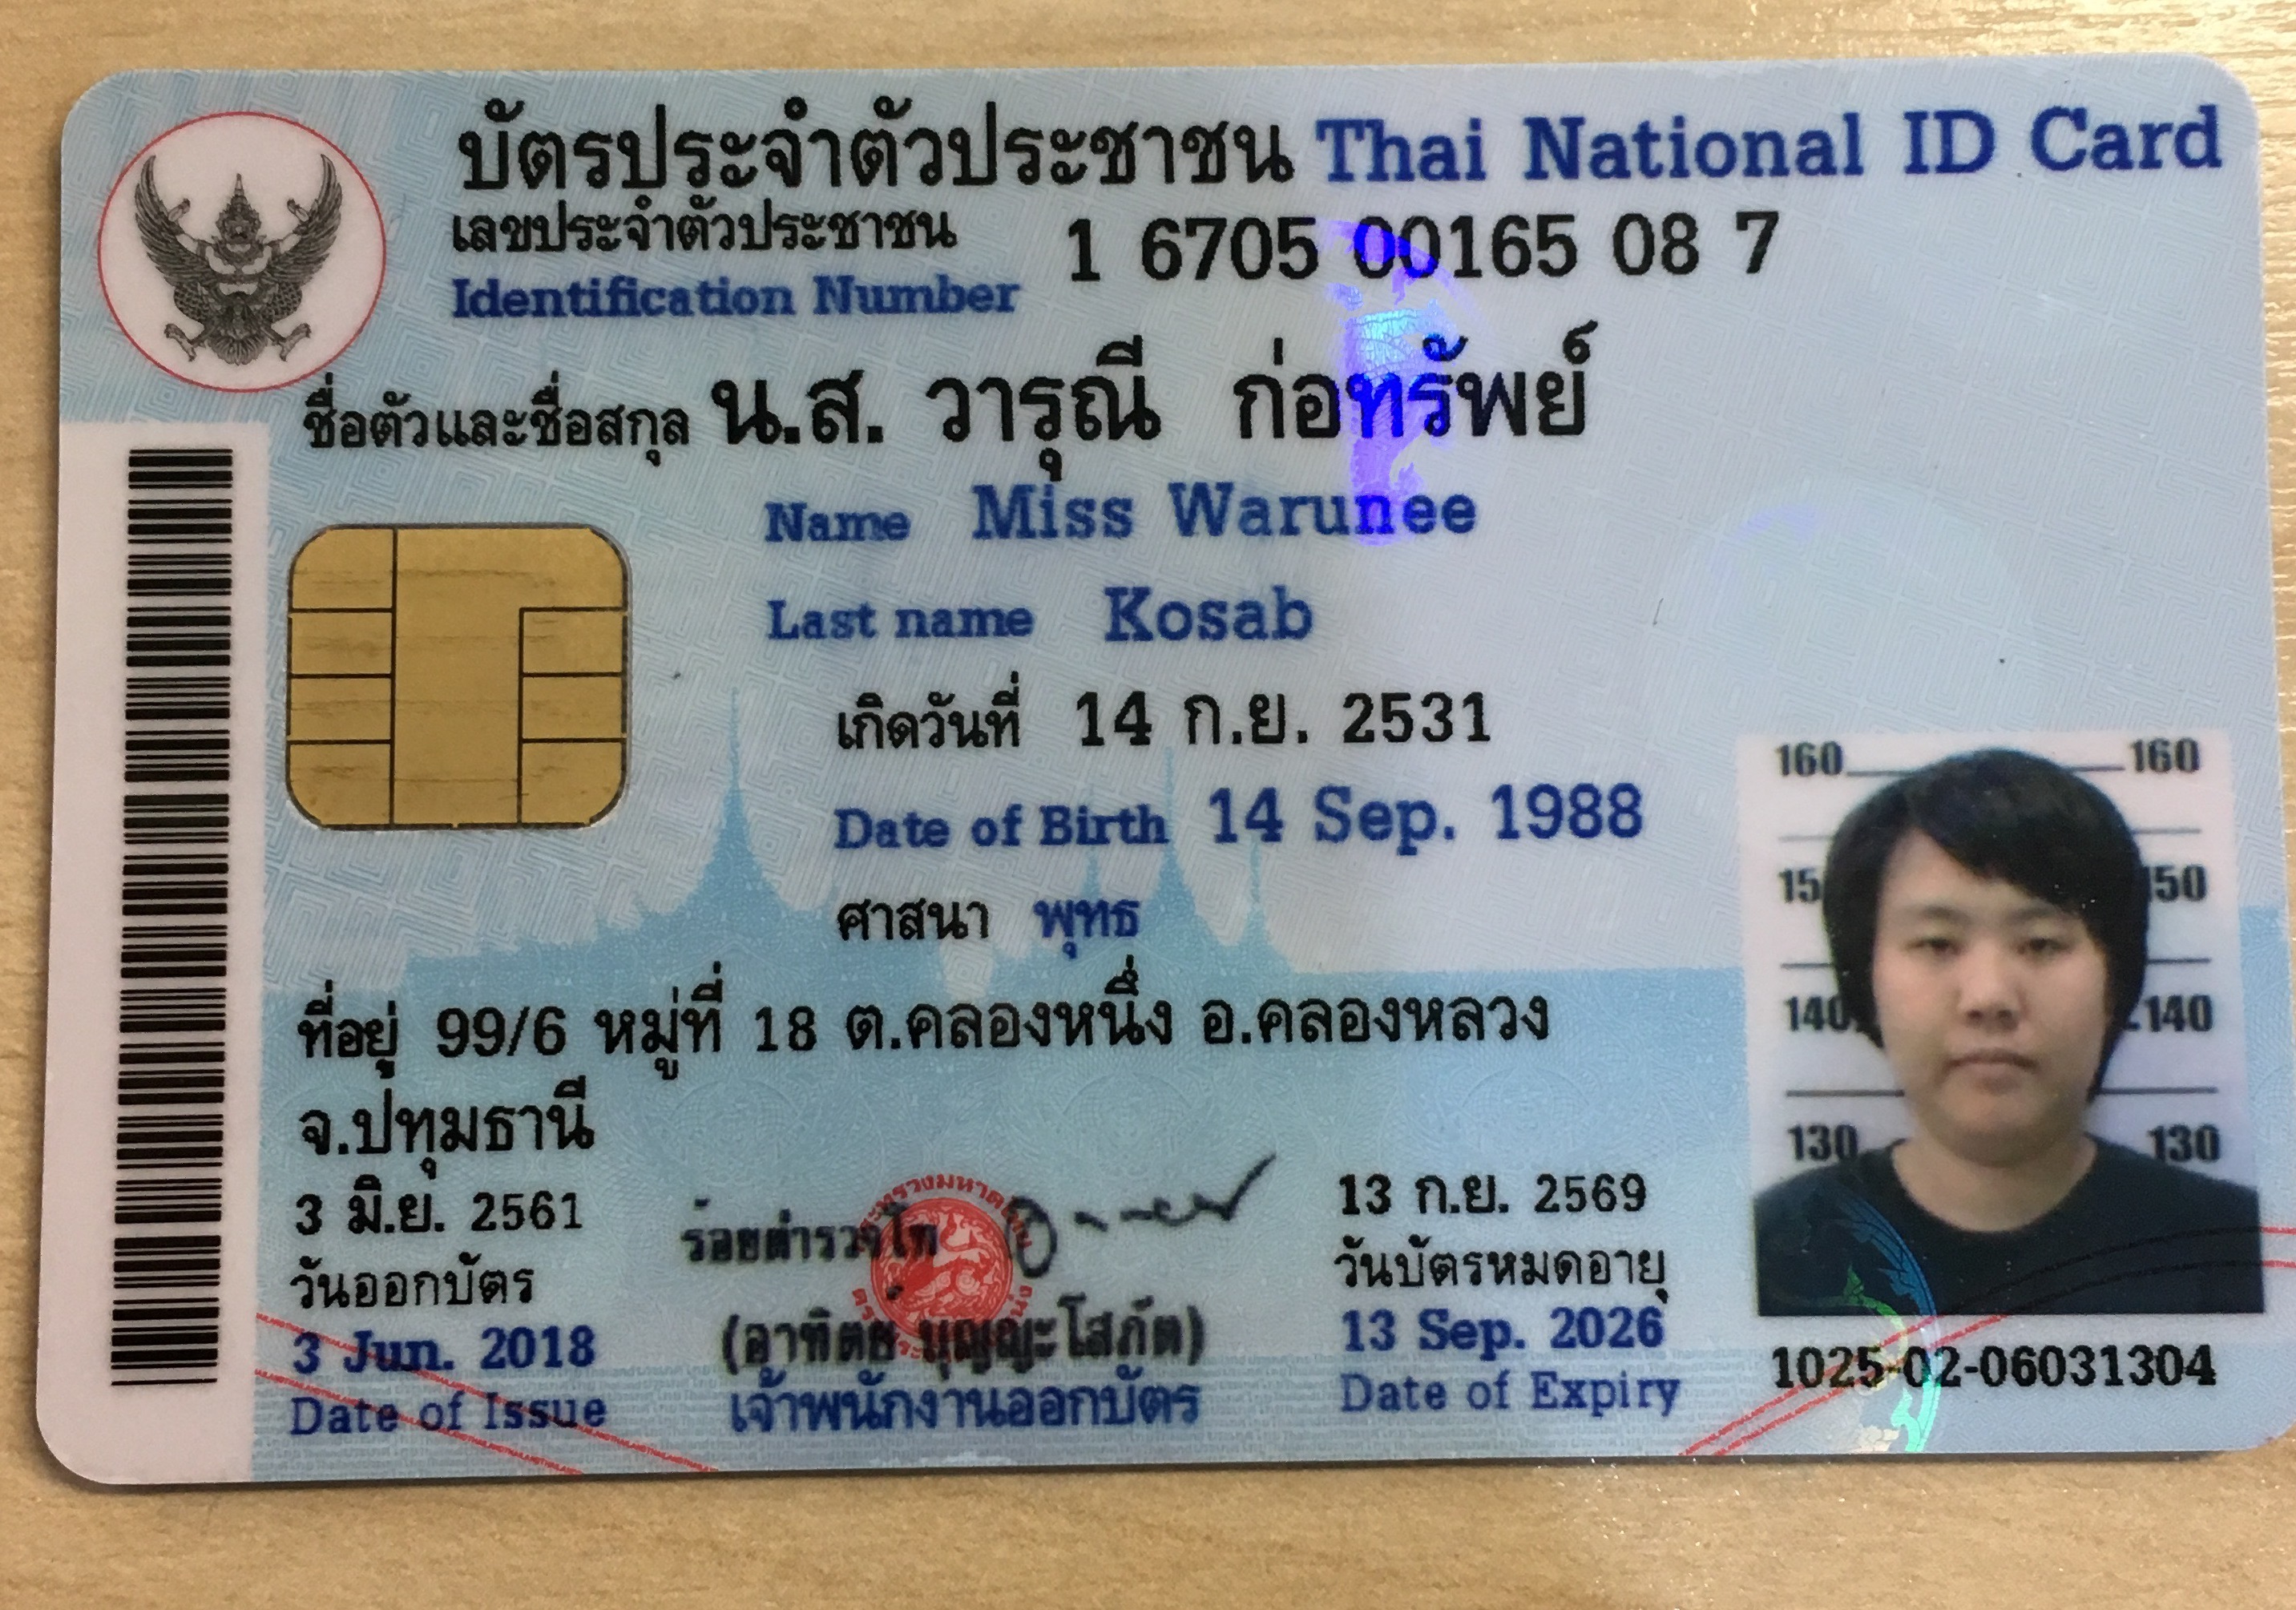 บัตรประจำตัวประชาชน Thai National ID Card
เลขประจำตัวประชาชน 1 6705 00165 08 7
Identification Number
ชื่อตัวและชื่อสกุล น.ส. วารุณี ก่อทรัพย์
Name Miss Warunee
Last name Kosab
เกิดวันที่ 14 ก.ย. 2531
Date of Birth 14 Sep. 1988
ศาสนา พุทธ
ที่อยู่ 99/6 หมู่ที่ 18 ต.คลองหนึ่ง อ.คลองหลวง
จ.ปทุมธานี
3 มิ.ย. 2561
วันออกบัตร
3 Jun. 2018
Date of Issue
ร้อยตำรวจโท
(อาทิตย์ บุญญะโสภัต)
เจ้าพนักงานออกบัตร
13 ก.ย. 2569
วันบัตรหมดอายุ
13 Sep. 2026
Date of Expiry
160 160
15 50
140 140
130 130
1025-02-06031304